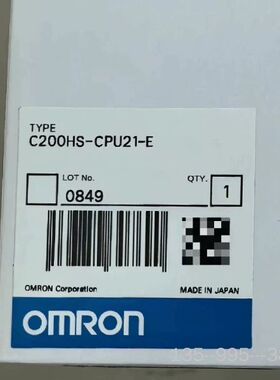 TYPE
C200HS-CPU21-E
LOT No. QTY.
0849 1
OMRON Corporation MADE IN JAPAN
OMRON